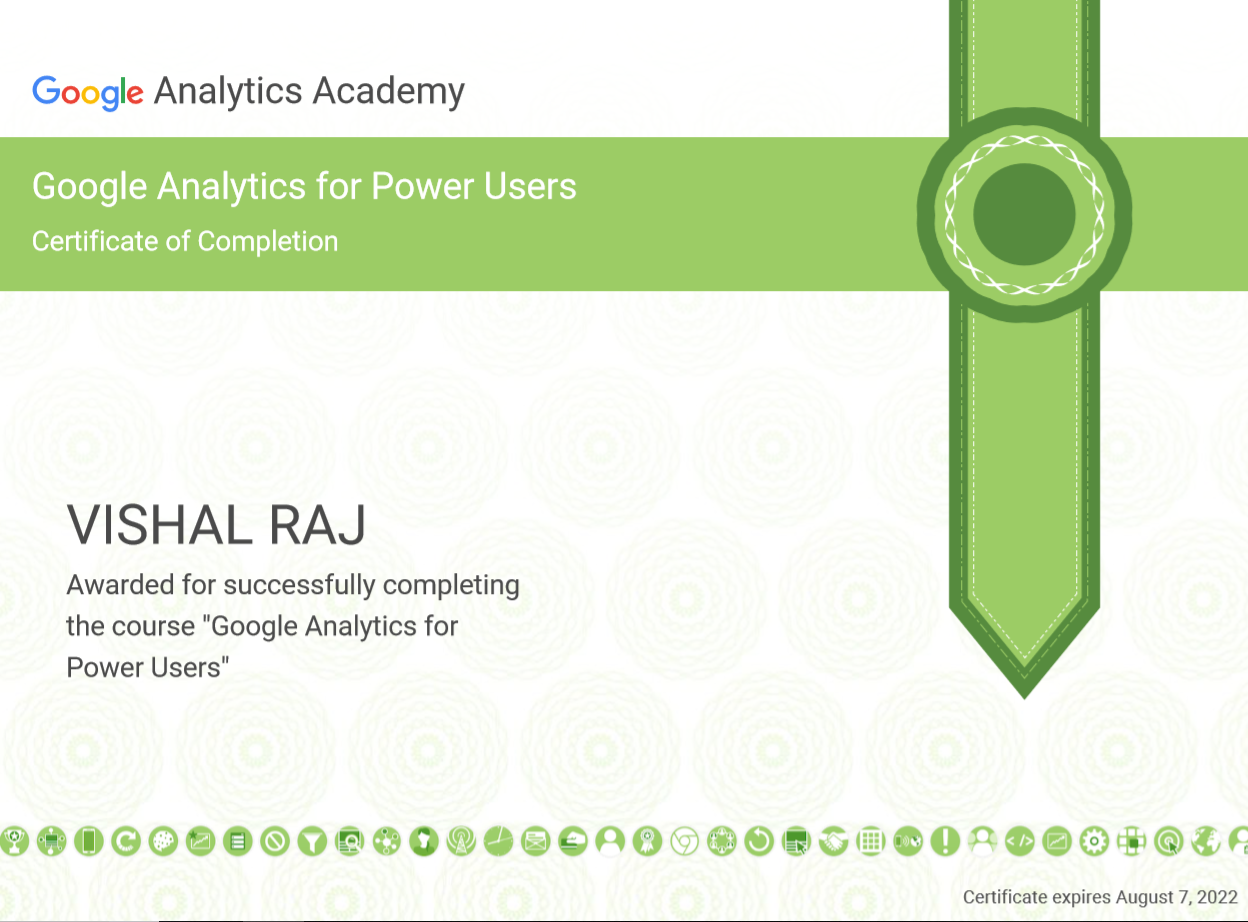 Google Analytics Academy
Google Analytics for Power Users
Certificate of Completion
VISHAL RAJ
Awarded for successfully completing
the course "Google Analytics for
Power Users"
Certificate expires August 7, 2022